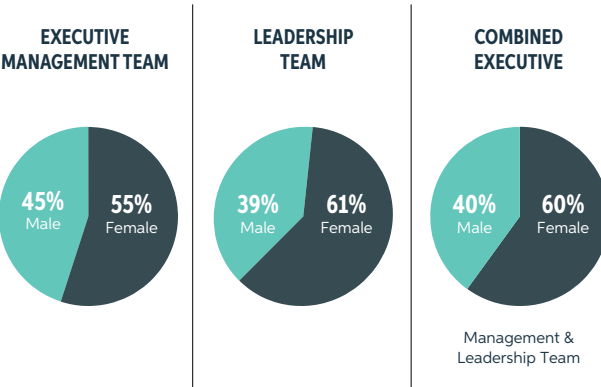 EXECUTIVE
MANAGEMENT TEAM
45%
Male
55%
Female
LEADERSHIP
TEAM
39%
Male
61%
Female
COMBINED
EXECUTIVE
40%
Male
60%
Female
Management &
Leadership Team